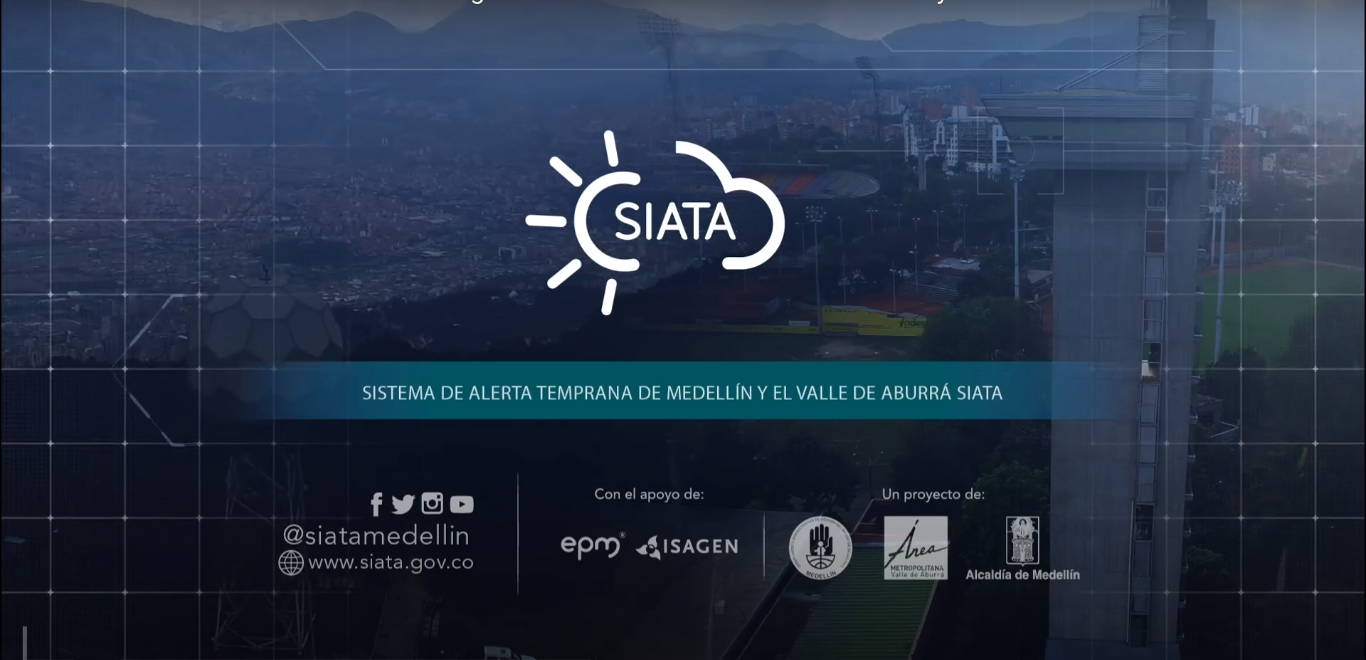 SIATA
SISTEMA DE ALERTA TEMPRANA DE MEDELLÍN Y EL VALLE DE ABURRÁ SIATA
@siatamedellin
www.siata.gov.co
Con el apoyo de:
epm®
ISAGEN
Un proyecto de:
MEDELLÍN
Área
METROPOLITANA
Valle de Aburrá
Alcaldía de Medellín